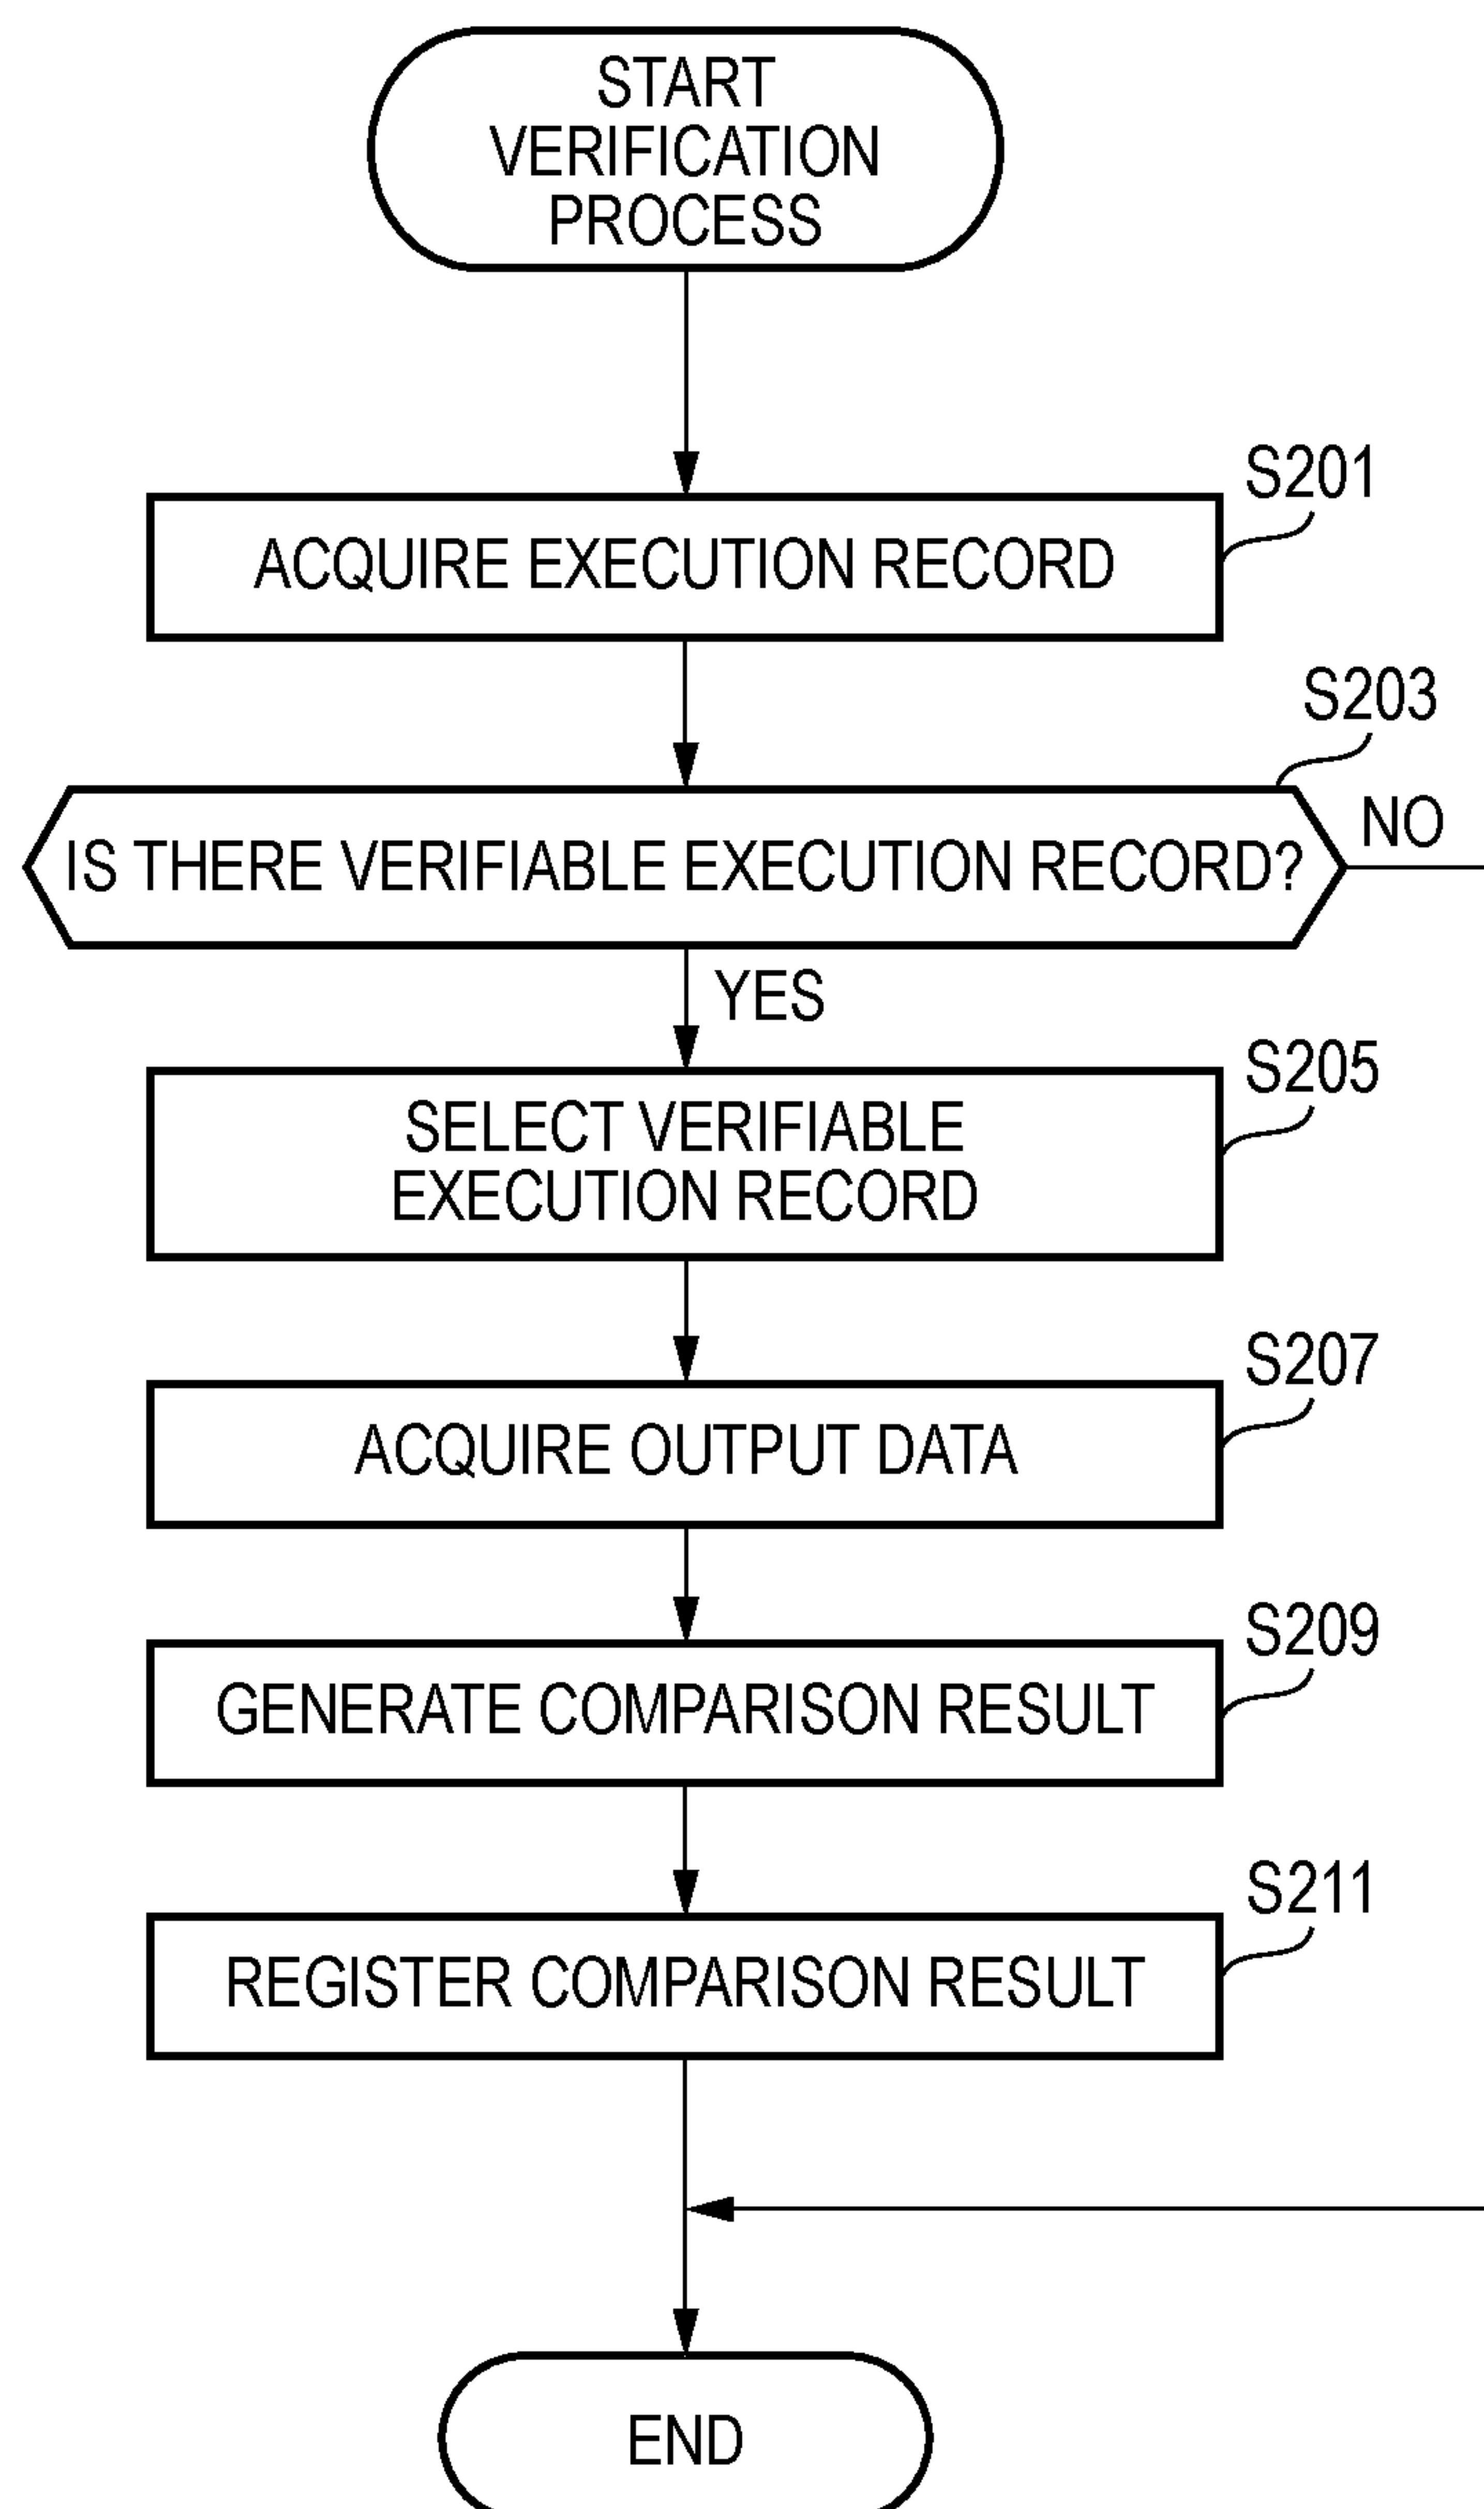 START
VERIFICATION
PROCESS
S201
ACQUIRE EXECUTION RECORD
S203
IS THERE VERIFIABLE EXECUTION RECORD?
NO
YES
S205
SELECT VERIFIABLE
EXECUTION RECORD
S207
ACQUIRE OUTPUT DATA
S209
GENERATE COMPARISON RESULT
S211
REGISTER COMPARISON RESULT
END